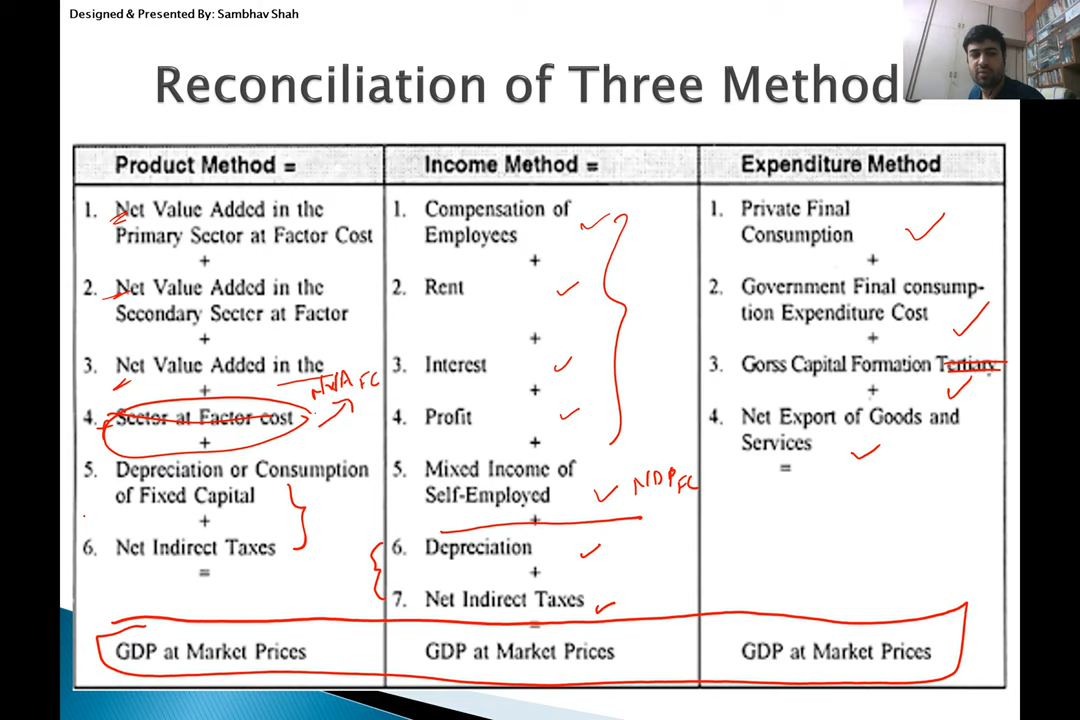 Designed & Presented By: Sambhav Shah
Reconciliation of Three Methods
Product Method =
1. Net Value Added in the
Primary Sector at Factor Cost
+
2. Net Value Added in the
Secondary Sector at Factor
+
3. Net Value Added in the
+
NVA FC
4. Sector at Factor cost
+
5. Depreciation or Consumption
of Fixed Capital
+
6. Net Indirect Taxes
=
GDP at Market Prices
Income Method =
1. Compensation of
Employees
+
2. Rent
+
3. Interest
+
4. Profit
+
5. Mixed Income of
Self-Employed
NDP FC
+
6. Depreciation
+
7. Net Indirect Taxes
=
GDP at Market Prices
Expenditure Method
1. Private Final
Consumption
+
2. Government Final consump-
tion Expenditure Cost
+
3. Gorss Capital Formation Tertiary
+
4. Net Export of Goods and
Services
=
GDP at Market Prices